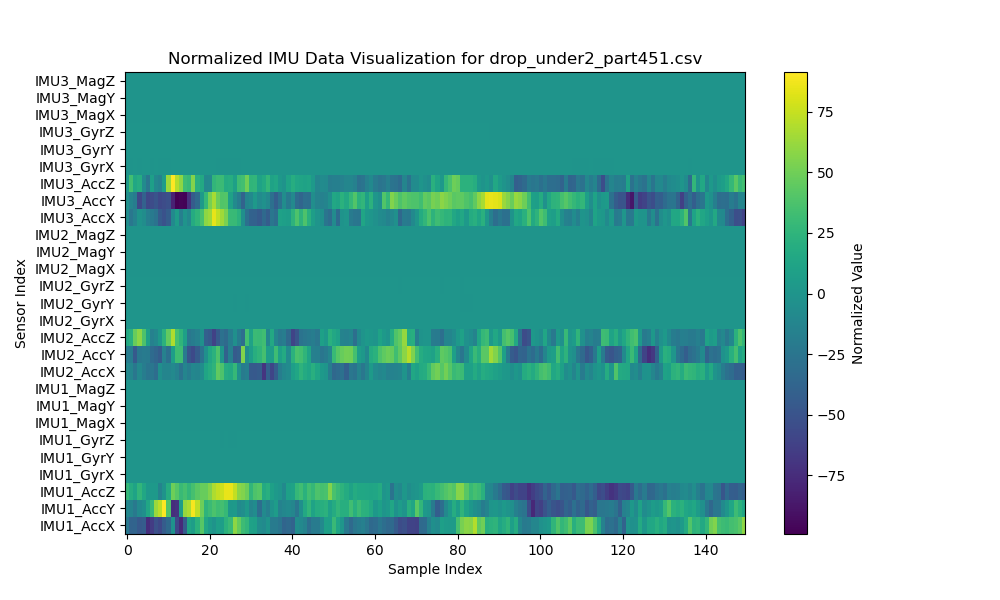 Normalized IMU Data Visualization for drop_under2_part451.csv
IMU3_MagZ
IMU3_MagY
IMU3_MagX
IMU3_GyrZ
IMU3_GyrY
IMU3_GyrX
IMU3_AccZ
IMU3_AccY
IMU3_AccX
IMU2_MagZ
IMU2_MagY
IMU2_MagX
IMU2_GyrZ
IMU2_GyrY
IMU2_GyrX
IMU2_AccZ
IMU2_AccY
IMU2_AccX
IMU1_MagZ
IMU1_MagY
IMU1_MagX
IMU1_GyrZ
IMU1_GyrY
IMU1_GyrX
IMU1_AccZ
IMU1_AccY
IMU1_AccX
Sensor Index
0 20 40 60 80 100 120 140
Sample Index
75
50
25
0
−25
−50
−75
Normalized Value